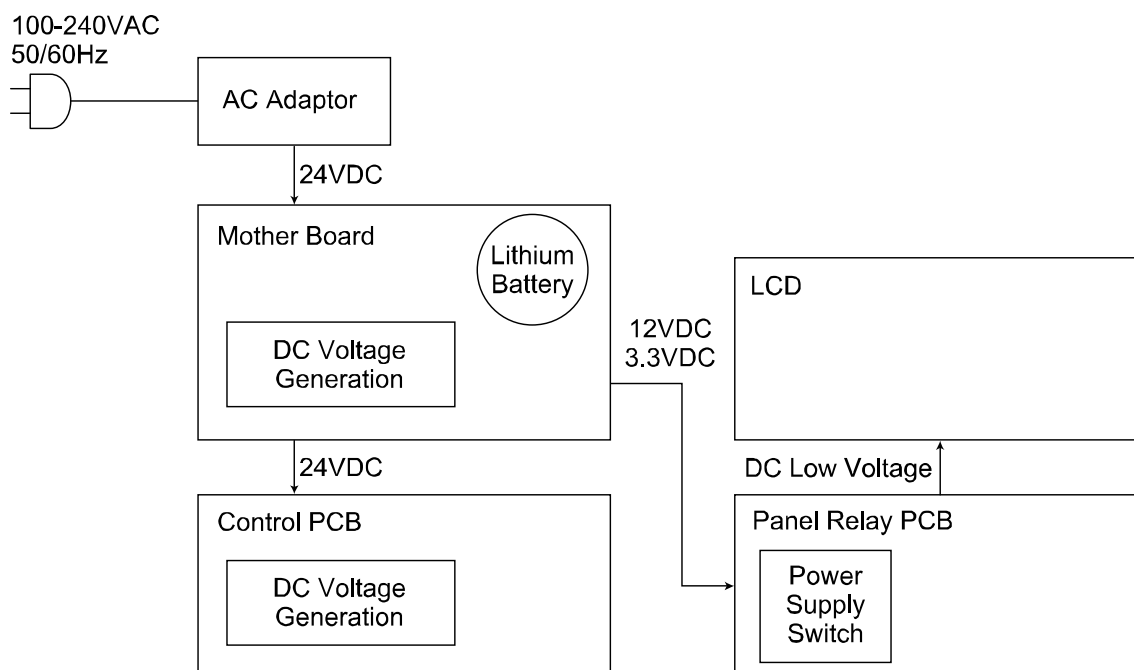 100-240VAC
50/60Hz
AC Adaptor
24VDC
Mother Board
Lithium
Battery
DC Voltage
Generation
12VDC
3.3VDC
LCD
24VDC
DC Low Voltage
Control PCB
DC Voltage
Generation
Panel Relay PCB
Power
Supply
Switch